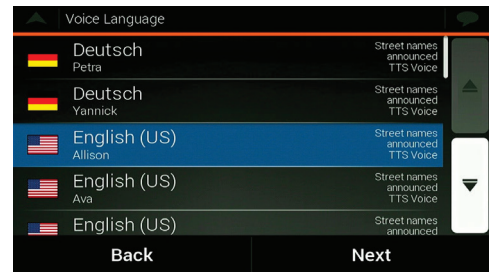 Voice Language
Deutsch
Petra
Street names
announced
TTS Voice
Deutsch
Yannick
Street names
announced
TTS Voice
English (US)
Allison
Street names
announced
TTS Voice
English (US)
Ava
Street names
announced
TTS Voice
English (US)
Street names
announced
Back
Next